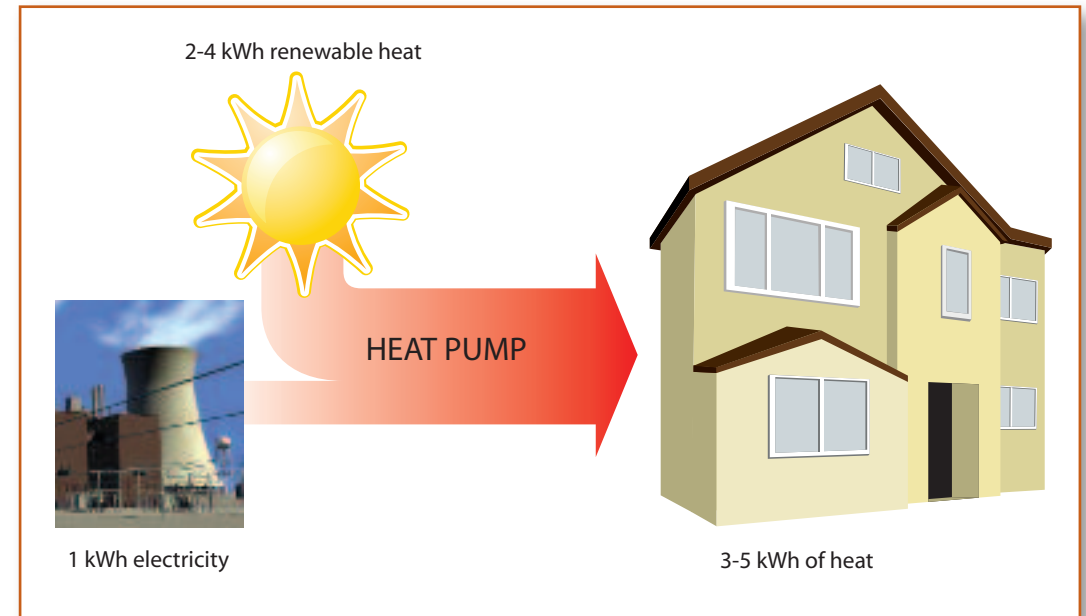 2-4 kWh renewable heat
HEAT PUMP
1 kWh electricity
3-5 kWh of heat